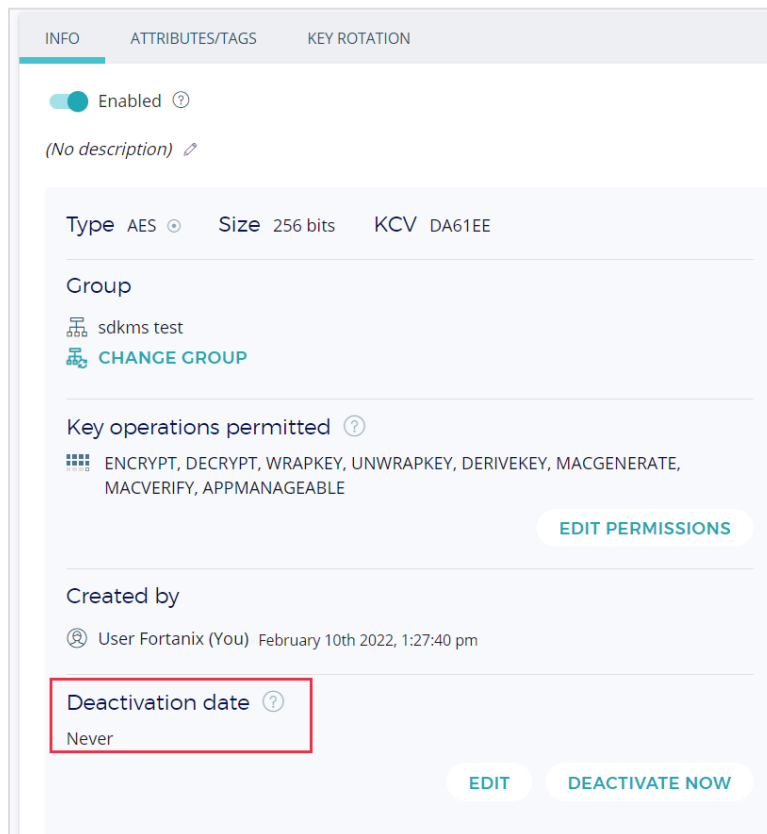 INFO ATTRIBUTES/TAGS KEY ROTATION
Enabled ?
(No description)
Type AES Size 256 bits KCV DA61EE
Group
sdkms test
CHANGE GROUP
Key operations permitted ?
ENCRYPT, DECRYPT, WRAPKEY, UNWRAPKEY, DERIVEKEY, MACGENERATE,
MACVERIFY, APPMANAGEABLE
EDIT PERMISSIONS
Created by
User Fortanix (You) February 10th 2022, 1:27:40 pm
Deactivation date ?
Never
EDIT DEACTIVATE NOW